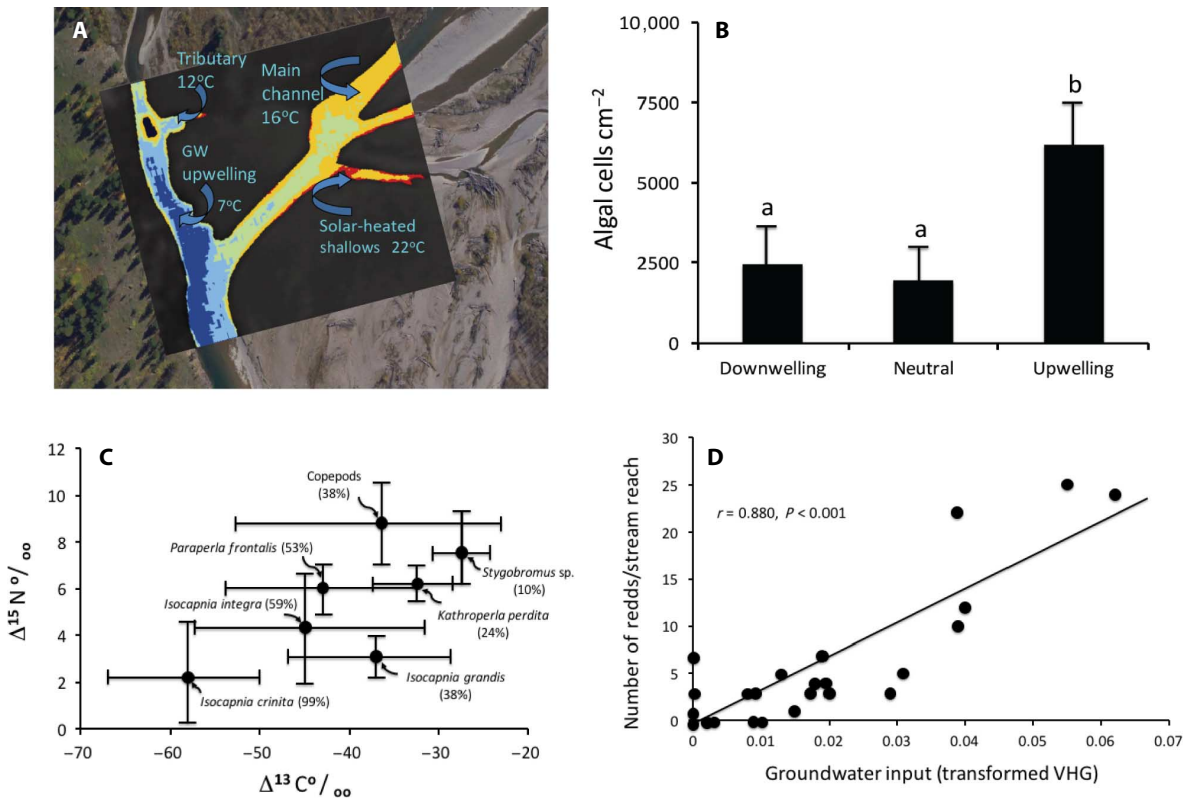 A
Tributary
12°C
Main
channel
16°C
GW
upwelling
7°C
Solar-heated
shallows 22°C
B
10,000
7500
5000
2500
0
Algal cells cm⁻²
a
a
b
Downwelling
Neutral
Upwelling
C
12
10
8
6
4
2
0
Δ¹⁵ N º/ₒₒ
Copepods
(38%)
Paraperla frontalis (53%)
Stygobromus sp.
(10%)
Isocapnia integra (59%)
Kathroperla perdita
(24%)
Isocapnia grandis
(38%)
Isocapnia crinita (99%)
−70
−60
−50
−40
−30
−20
Δ¹³ Cº/ₒₒ
D
30
25
20
15
10
5
0
Number of redds/stream reach
r = 0.880, P < 0.001
0
0.01
0.02
0.03
0.04
0.05
0.06
0.07
Groundwater input (transformed VHG)